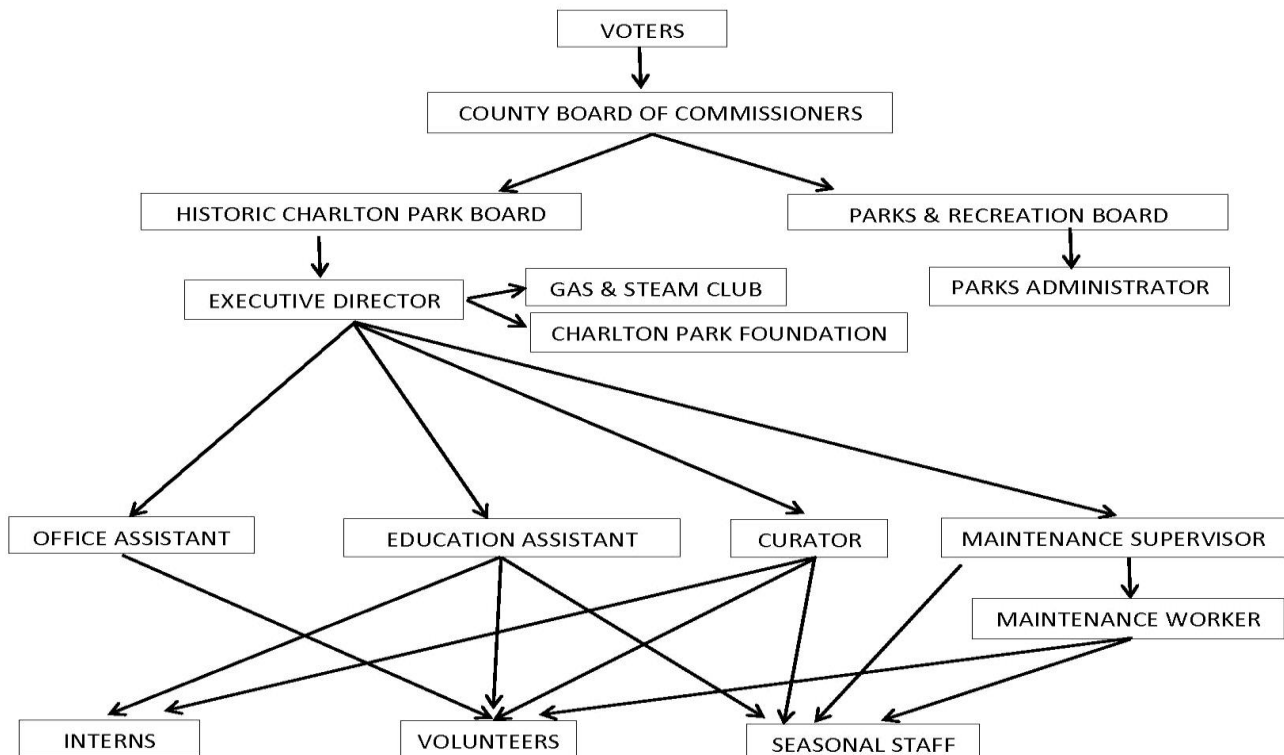 VOTERS
COUNTY BOARD OF COMMISSIONERS
HISTORIC CHARLTON PARK BOARD
PARKS & RECREATION BOARD
EXECUTIVE DIRECTOR
GAS & STEAM CLUB
PARKS ADMINISTRATOR
CHARLTON PARK FOUNDATION
OFFICE ASSISTANT
EDUCATION ASSISTANT
CURATOR
MAINTENANCE SUPERVISOR
MAINTENANCE WORKER
INTERNS
VOLUNTEERS
SEASONAL STAFF